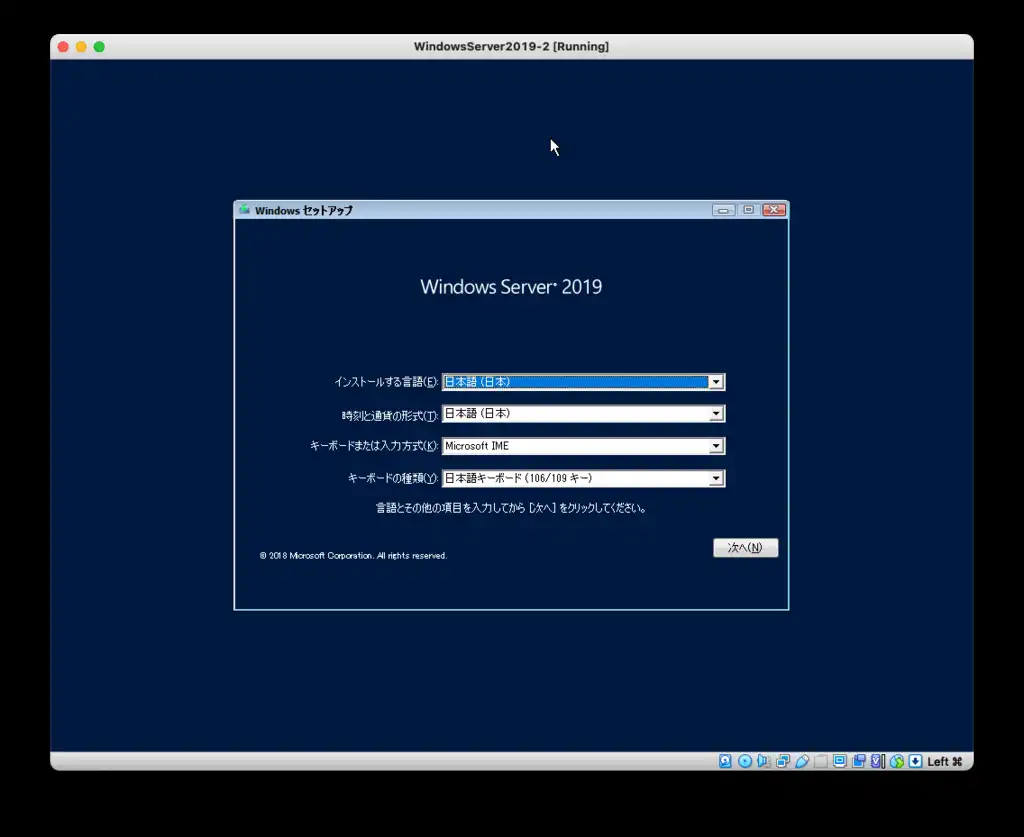 WindowsServer2019-2 [Running]
Windows セットアップ
Windows Server® 2019
インストールする言語(E): 日本語 (日本)
時刻と通貨の形式(T): 日本語 (日本)
キーボードまたは入力方式(K): Microsoft IME
キーボードの種類(Y): 日本語キーボード (106/109 キー)
言語とその他の項目を入力してから [次へ] をクリックしてください。
次へ(N)
© 2018 Microsoft Corporation. All rights reserved.
Left ⌘